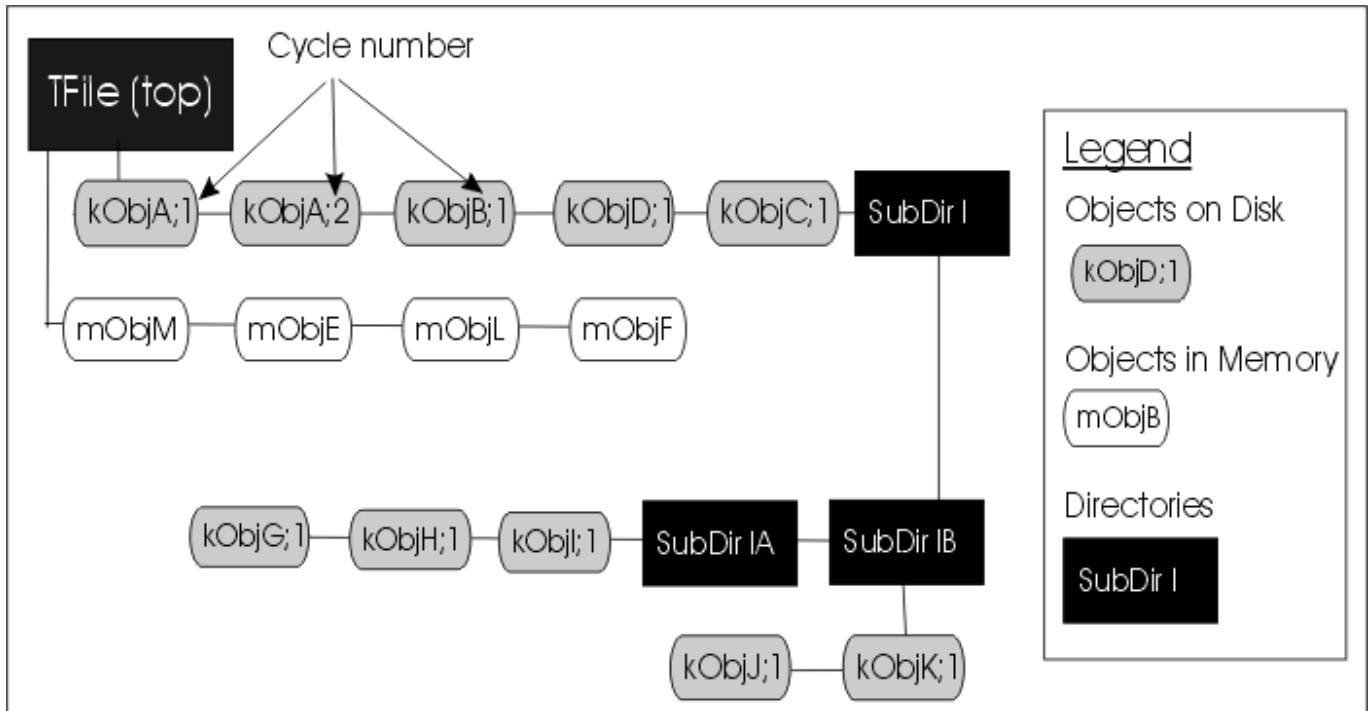 Cycle number
TFile (top)
kObjA;1
kObjA;2
kObjB;1
kObjD;1
kObjC;1
SubDir I
mObjM
mObjE
mObjL
mObjF
kObjG;1
kObjH;1
kObjI;1
SubDir IA
SubDir IB
kObjJ;1
kObjK;1
Legend
Objects on Disk
kObjD;1
Objects in Memory
mObjB
Directories
SubDir I